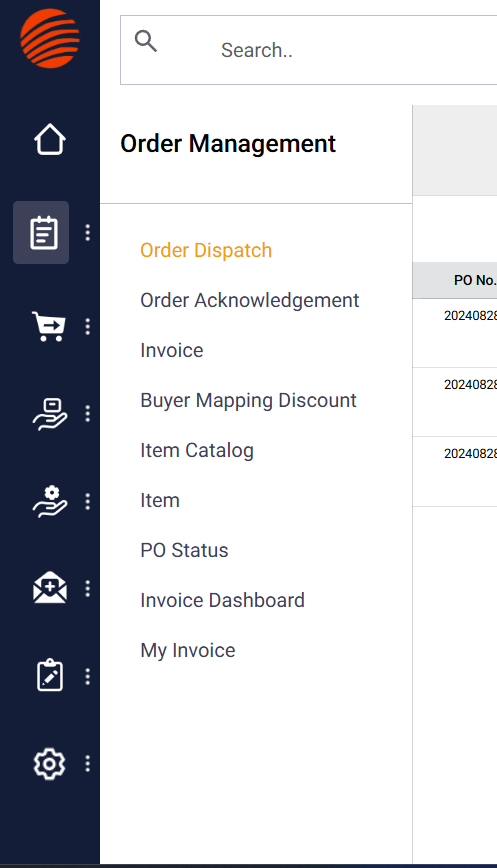 Search..
Order Management
Order Dispatch
Order Acknowledgement
Invoice
Buyer Mapping Discount
Item Catalog
Item
PO Status
Invoice Dashboard
My Invoice
PO No.
20240828
20240828
20240828